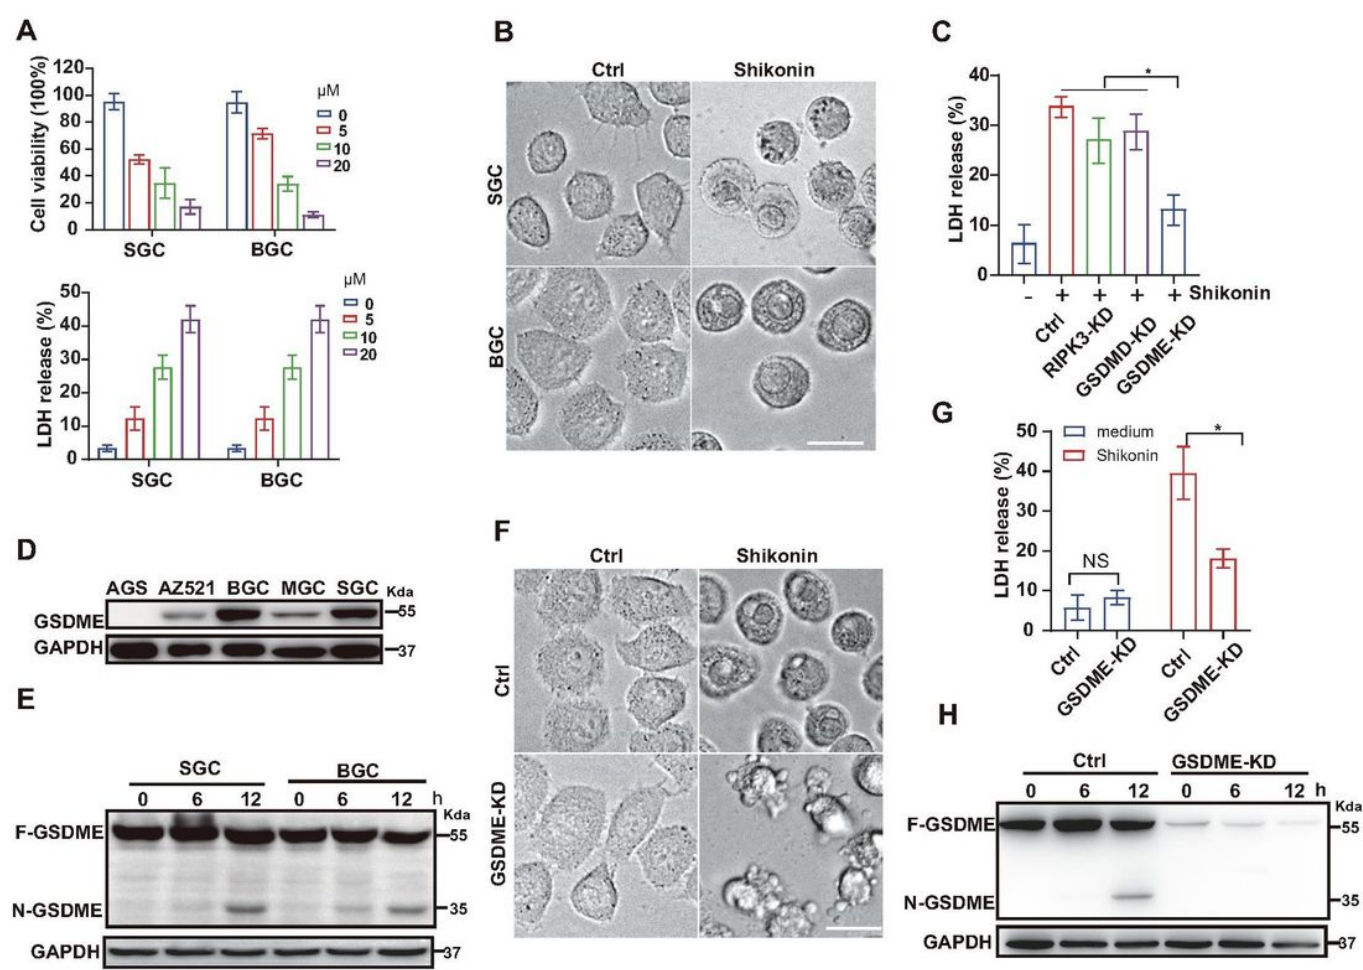 A
Cell viability (100%)
120
100
80
60
40
20
0
SGC
BGC
μM
0
5
10
20
LDH release (%)
50
40
30
20
10
0
SGC
BGC
μM
0
5
10
20
B
Ctrl
Shikonin
SGC
BGC
C
LDH release (%)
40
30
20
10
0
*
- + + + + Shikonin
Ctrl
RIPK3-KD
GSDMD-KD
GSDME-KD
D
AGS AZ521 BGC MGC SGC Kda
GSDME
55
GAPDH
37
E
SGC
BGC
0 6 12 0 6 12 h
Kda
F-GSDME
55
N-GSDME
35
GAPDH
37
F
Ctrl
Shikonin
Ctrl
GSDME-KD
G
LDH release (%)
50
40
30
20
10
0
medium
Shikonin
NS
*
Ctrl
GSDME-KD
Ctrl
GSDME-KD
H
Ctrl
GSDME-KD
0 6 12 0 6 12 h
Kda
F-GSDME
55
N-GSDME
35
GAPDH
37